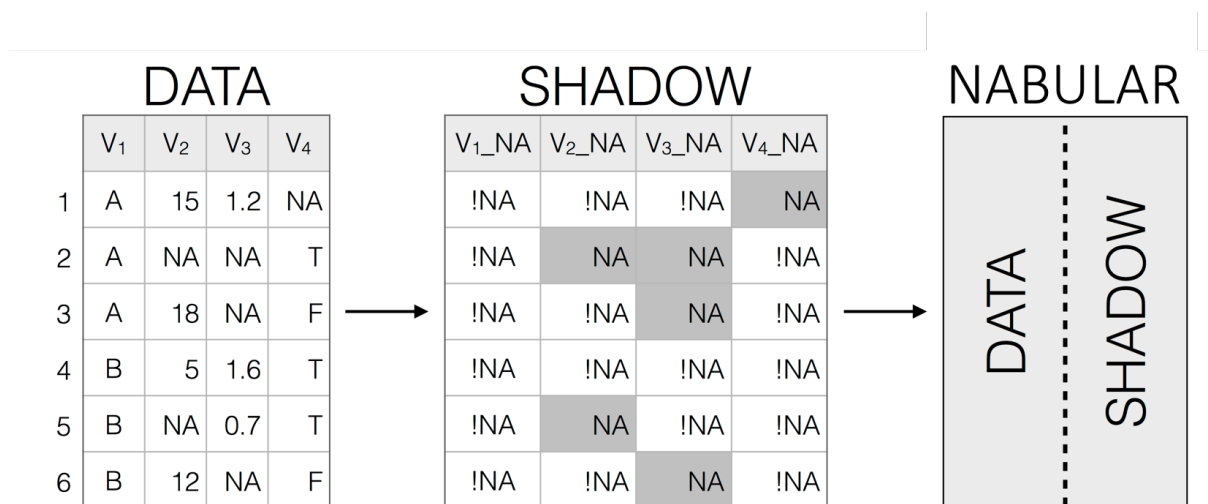 DATA SHADOW NABULAR
V₁ V₂ V₃ V₄ V₁_NA V₂_NA V₃_NA V₄_NA
1 A 15 1.2 NA !NA !NA !NA NA
2 A NA NA T !NA NA NA !NA
3 A 18 NA F !NA !NA NA !NA
4 B 5 1.6 T !NA !NA !NA !NA
5 B NA 0.7 T !NA NA !NA !NA
6 B 12 NA F !NA !NA NA !NA
DATA
SHADOW